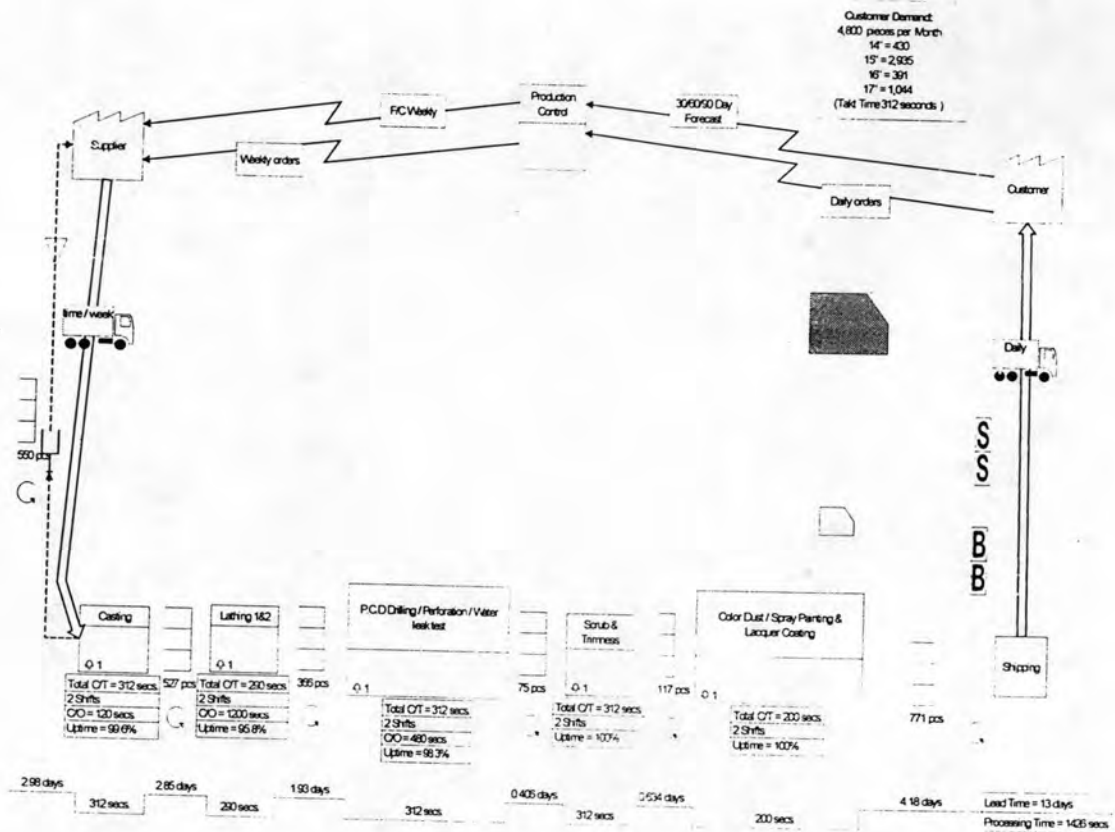 Customer Demand:
4,800 pieces per Month
14" = 430
15" = 2,935
16" = 391
17" = 1,044
(Takt Time 312 seconds )
Supplier
F/C Weekly
Weekly orders
Production
Control
30/60/90 Day
Forecast
Daily orders
Customer
time / week
Daily
550 pcs
S
S
B
B
Casting
1
Total C/T = 312 secs.
2 Shifts
C/O = 120 secs
Uptime = 99.6%
527 pcs
Lathing 1&2
1
Total C/T = 290 secs
2 Shifts
C/O = 1200 secs
Uptime = 95.8%
366 pcs
P.C.D Drilling / Perforation / Water
leak test
1
Total C/T = 312 secs
2 Shifts
C/O = 480 secs
Uptime = 98.3%
75 pcs
Scrub &
Trimness
1
Total C/T = 312 secs
2 Shifts
Uptime = 100%
117 pcs
Color Dust / Spray Painting &
Lacquer Coating
1
Total C/T = 200 secs.
2 Shifts
Uptime = 100%
771 pcs
Shipping
2.98 days
312 secs.
2.85 days
290 secs.
1.93 days
312 secs.
0.405 days
312 secs.
0.634 days
200 secs.
4.18 days
Lead Time = 13 days
Processing Time = 1426 secs